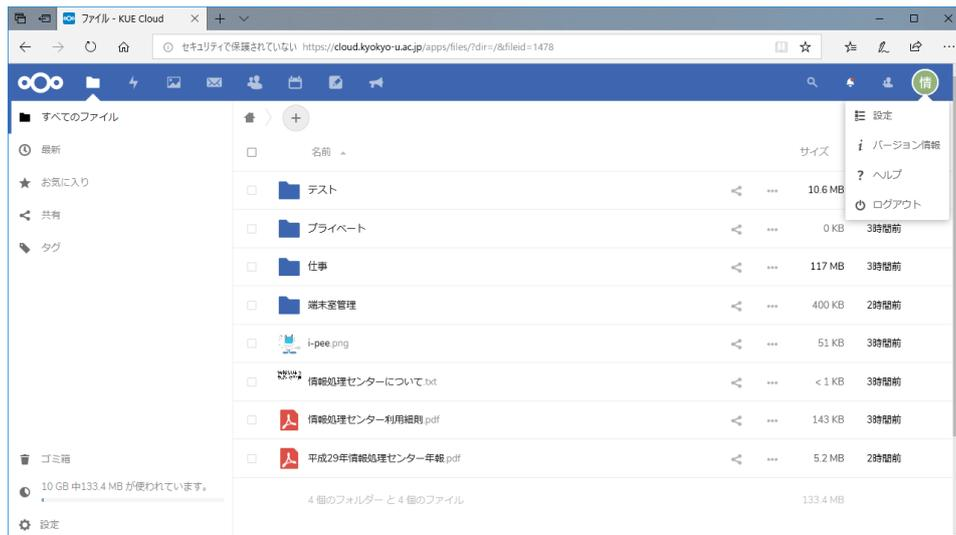 ファイル - KUE Cloud
セキュリティで保護されていない https://cloud.kyokyo-u.ac.jp/apps/files/?dir=/&fileid=1478
情
すべてのファイル
最新
お気に入り
共有
タグ
設定
バージョン情報
ヘルプ
ログアウト
名前 サイズ
テスト 10.6 MB
プライベート 0 KB 3時間前
仕事 117 MB 3時間前
端末室管理 400 KB 2時間前
i-pee.png 51 KB 3時間前
情報処理センターについて.txt < 1 KB 3時間前
情報処理センター利用細則.pdf 143 KB 3時間前
平成29年情報処理センター年報.pdf 5.2 MB 2時間前
4 個のフォルダー と 4 個のファイル 133.4 MB
ゴミ箱
10 GB 中133.4 MB が使われています。
設定